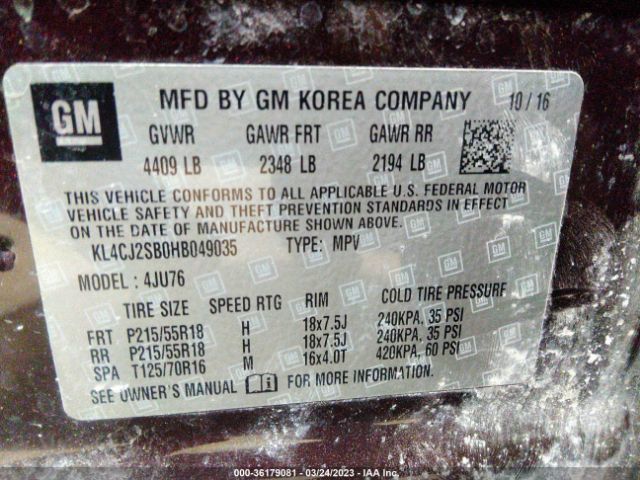 GM
MFD BY GM KOREA COMPANY 10/16
GVWR GAWR FRT GAWR RR
4409 LB 2348 LB 2194 LB
THIS VEHICLE CONFORMS TO ALL APPLICABLE U.S. FEDERAL MOTOR
VEHICLE SAFETY AND THEFT PREVENTION STANDARDS IN EFFECT
ON THE DATE OF MANUFACTURE SHOWN ABOVE.
KL4CJ2SB0HB049035 TYPE: MPV
MODEL: 4JU76
TIRE SIZE SPEED RTG RIM COLD TIRE PRESSURE
FRT P215/55R18 H 18x7.5J 240KPA, 35 PSI
RR P215/55R18 H 18x7.5J 240KPA, 35 PSI
SPA T125/70R16 M 16x4.0T 420KPA, 60 PSI
SEE OWNER'S MANUAL FOR MORE INFORMATION.
000-36179081 - 03/24/2023 - IAA Inc.